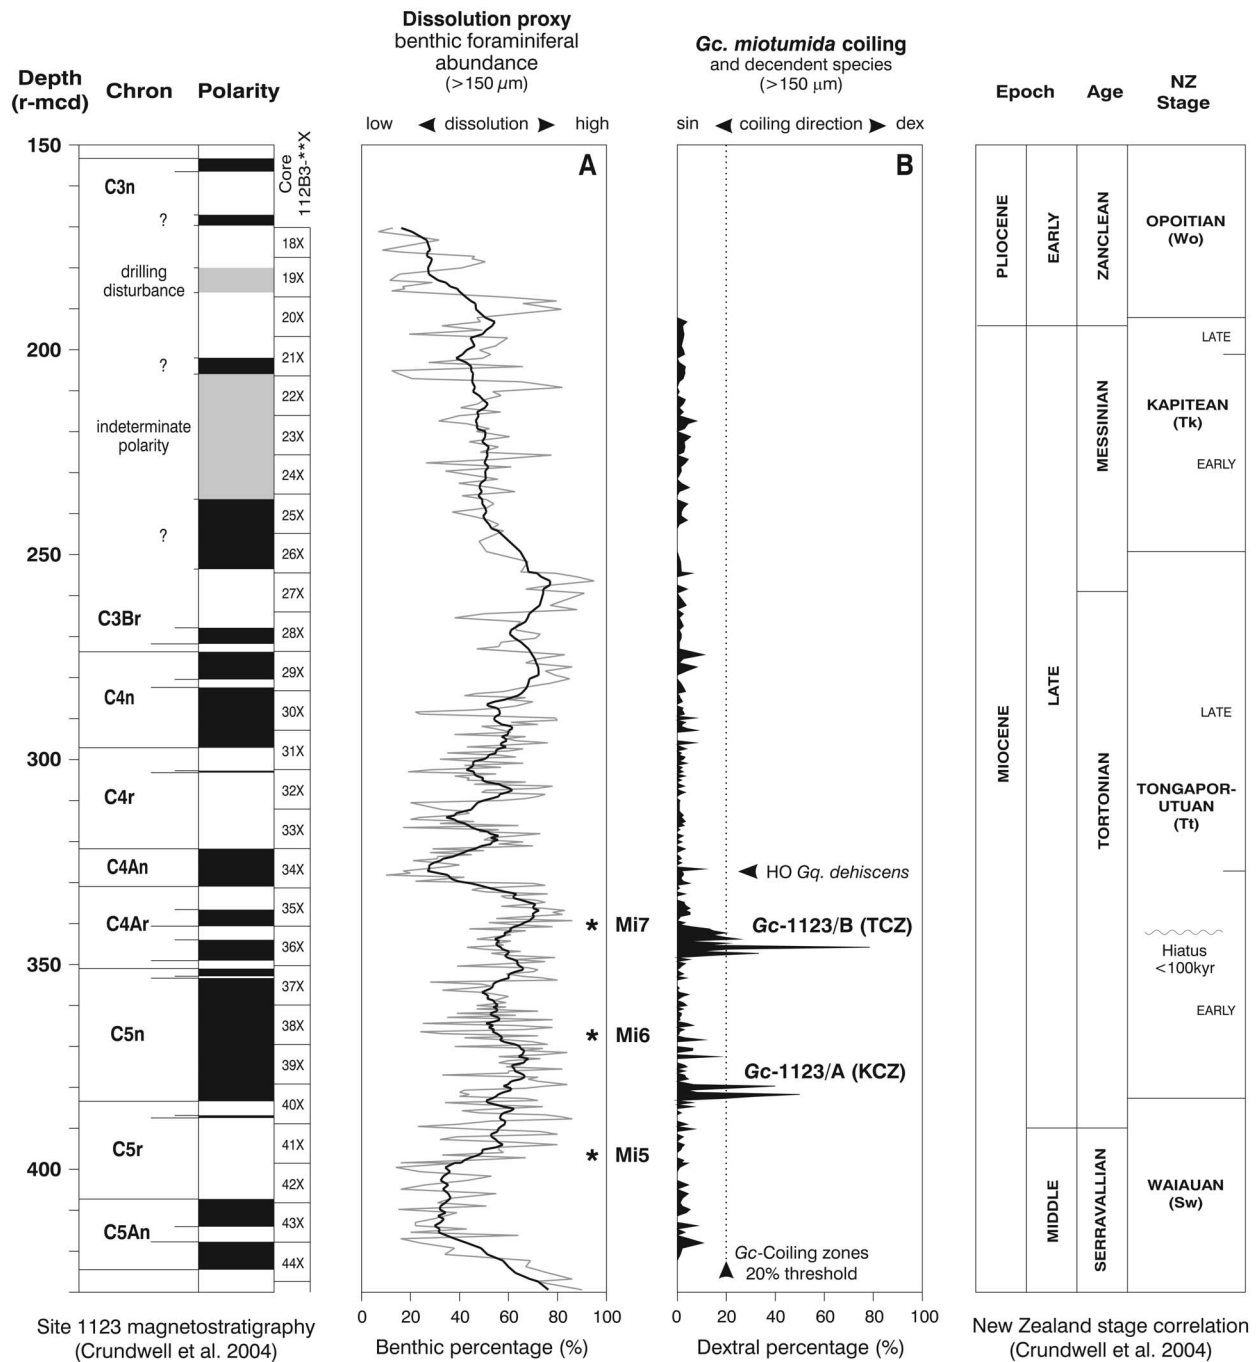 Depth
(r-mcd)
Chron
Polarity
Core
112B3-**X
150
200
250
300
350
400
C3n
?
drilling
disturbance
?
indeterminate
polarity
?
C3Br
C4n
C4r
C4An
C4Ar
C5n
C5r
C5An
18X
19X
20X
21X
22X
23X
24X
25X
26X
27X
28X
29X
30X
31X
32X
33X
34X
35X
36X
37X
38X
39X
40X
41X
42X
43X
44X
Site 1123 magnetostratigraphy
(Crundwell et al. 2004)
Dissolution proxy
benthic foraminiferal
abundance
(>150 µm)
low ◄ dissolution ► high
A
* Mi7
* Mi6
* Mi5
0 20 40 60 80 100
Benthic percentage (%)
Gc. miotumida coiling
and decendent species
(>150 µm)
sin ◄ coiling direction ► dex
B
◄ HO Gq. dehiscens
Gc-1123/B (TCZ)
Gc-1123/A (KCZ)
Gc-Coiling zones
20% threshold
0 20 40 60 80 100
Dextral percentage (%)
Epoch
Age
NZ
Stage
PLIOCENE
EARLY
ZANCLEAN
OPOITIAN
(Wo)
MIOCENE
LATE
MESSINIAN
LATE
KAPITEAN
(Tk)
EARLY
TORTONIAN
LATE
TONGAPOR-
UTUAN
(Tt)
Hiatus
<100kyr
EARLY
MIDDLE
SERRAVALLIAN
WAIAUAN
(Sw)
New Zealand stage correlation
(Crundwell et al. 2004)